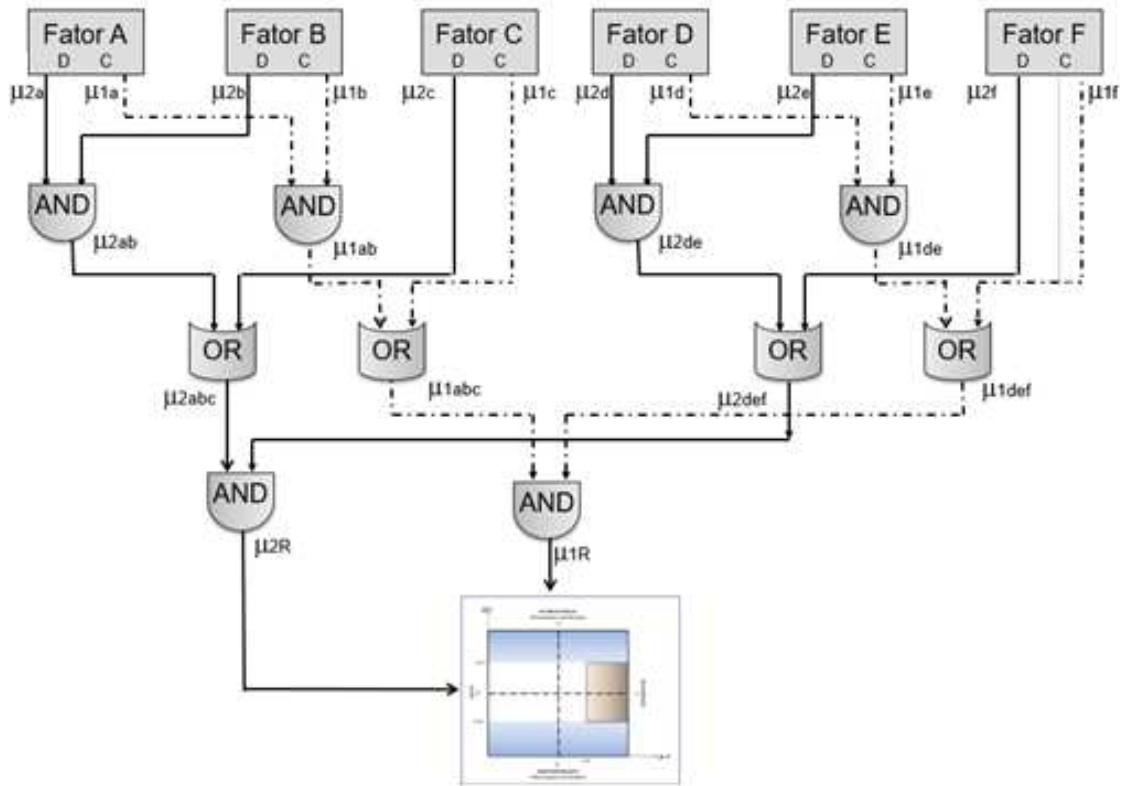 Fator A Fator B Fator C Fator D Fator E Fator F
D C D C D C D C D C D C
μ2a μ1a μ2b μ1b μ2c μ1c μ2d μ1d μ2e μ1e μ2f μ1f
AND AND AND AND
μ2ab μ1ab μ2de μ1de
OR OR OR OR
μ2abc μ1abc μ2def μ1def
AND AND
μ2R μ1R